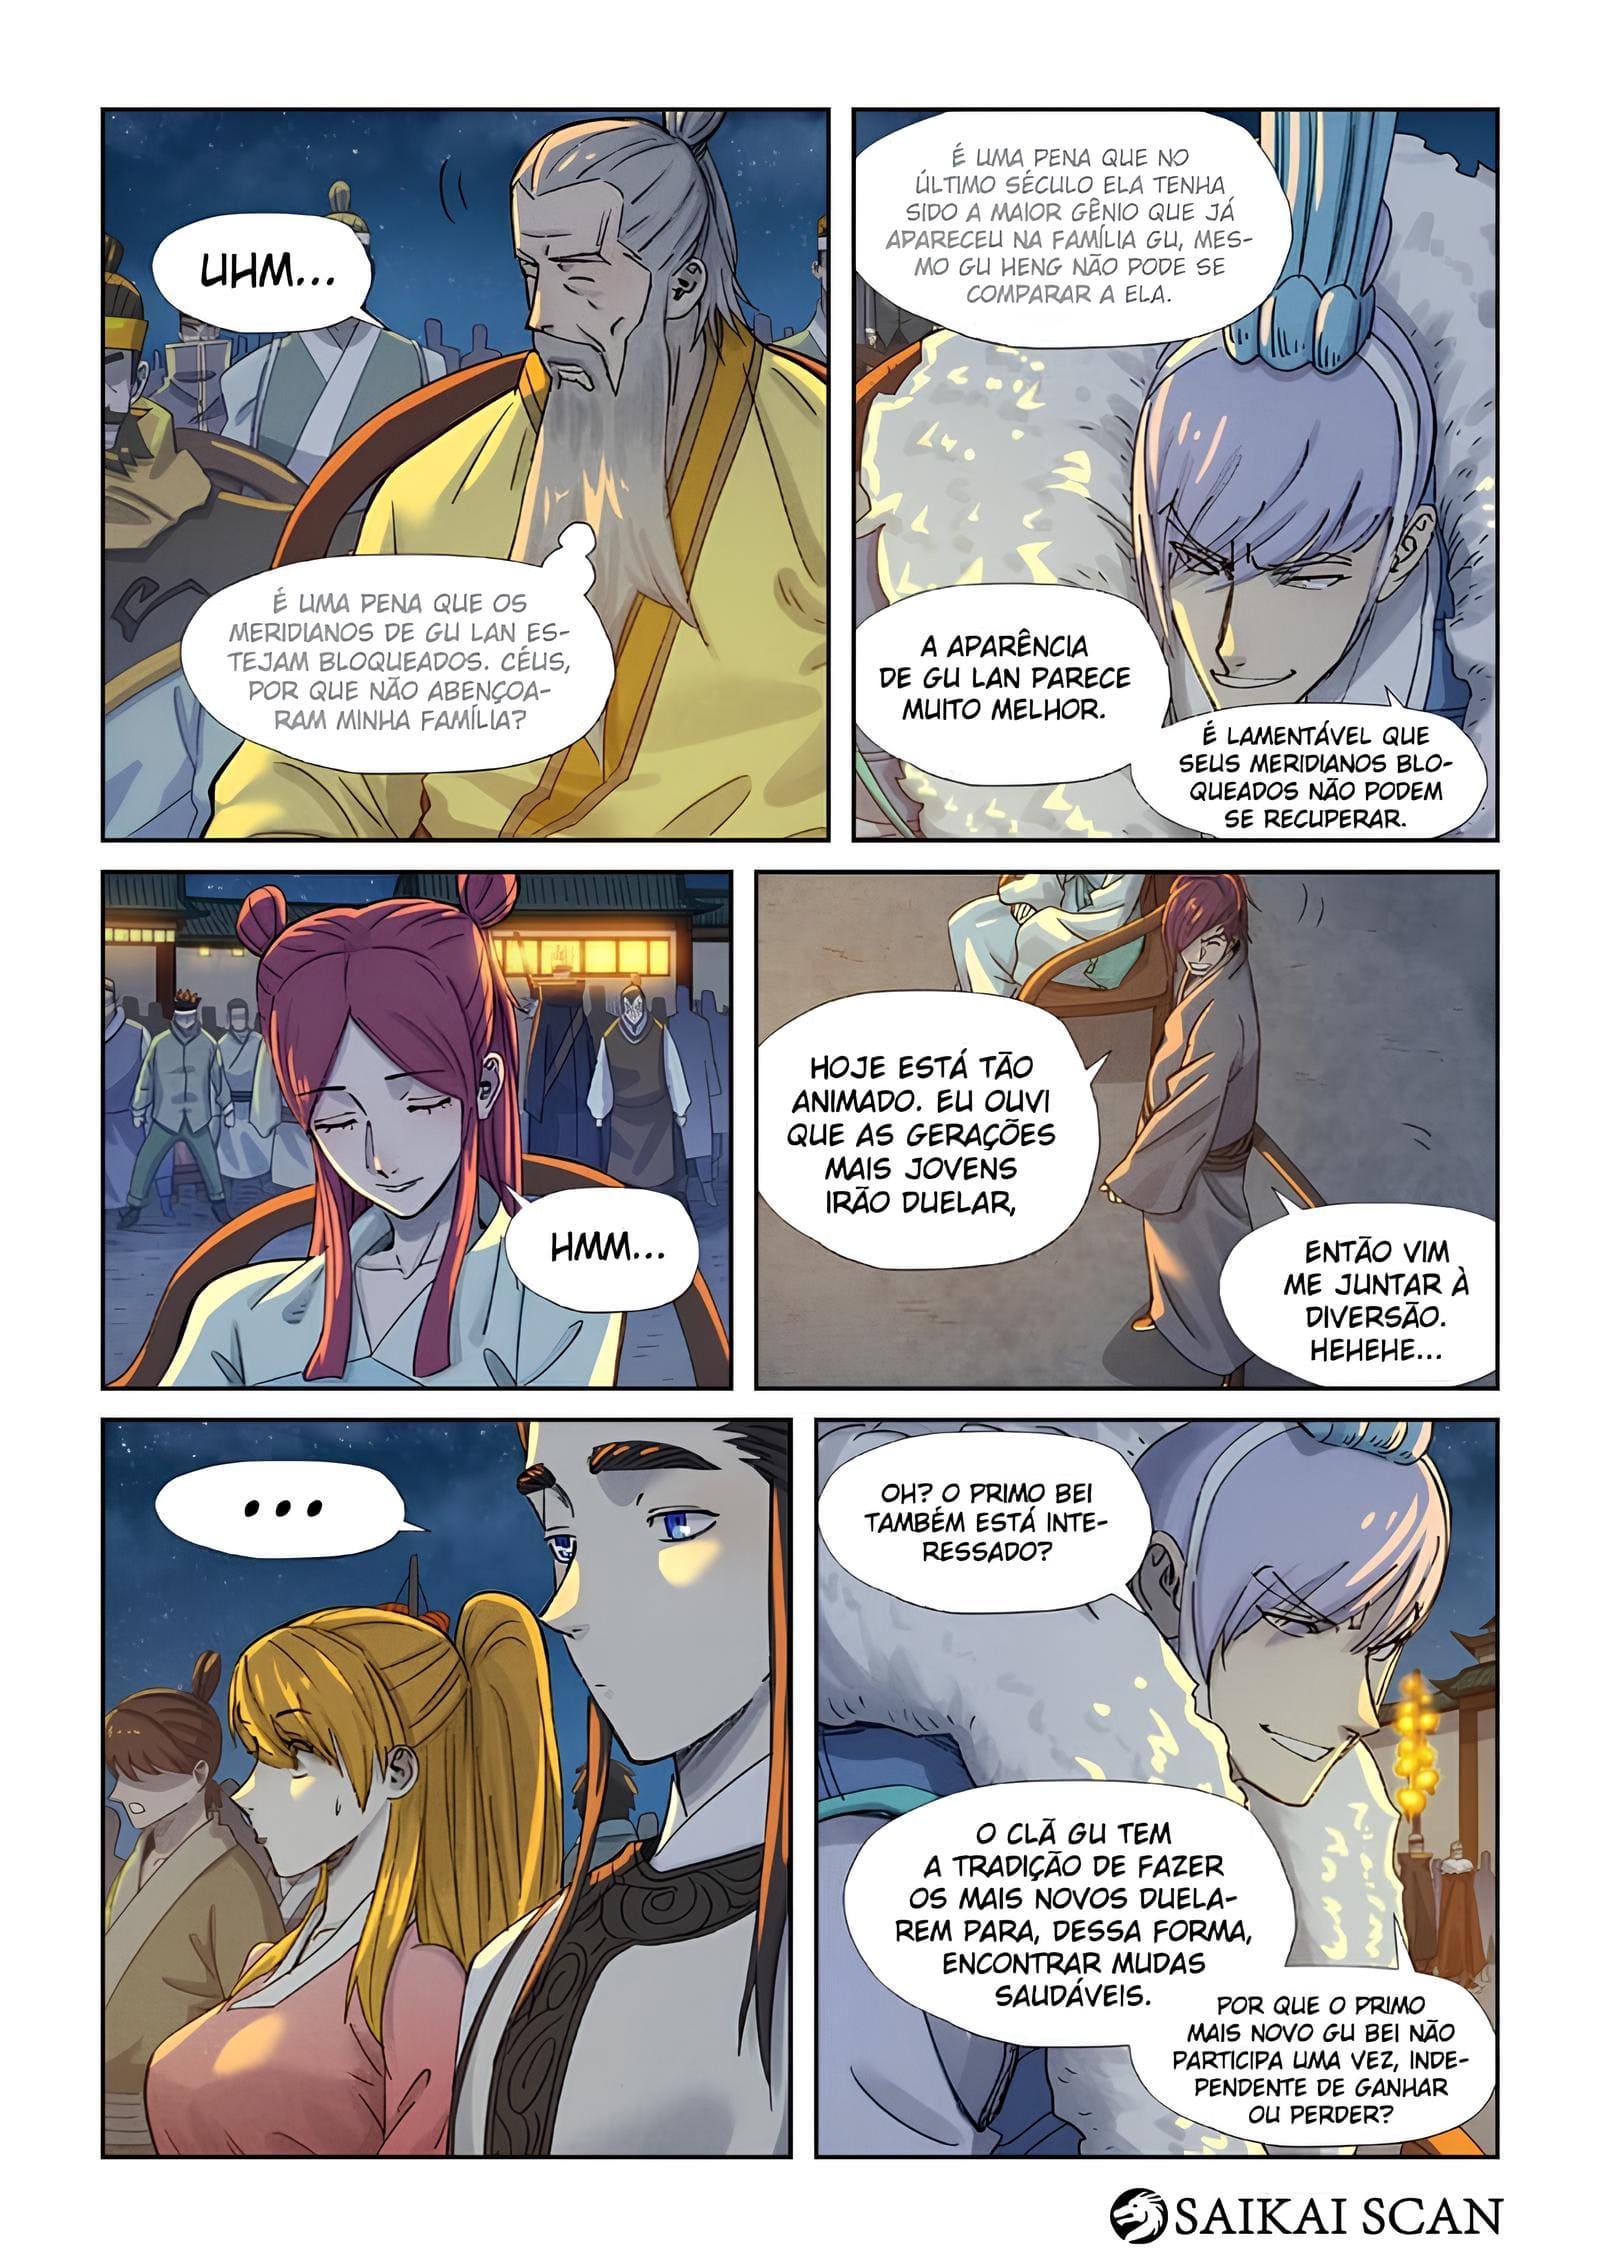 UHM...
É UMA PENA QUE OS
MERIDIANOS DE GU LAN ES-
TEJAM BLOQUEADOS. CÉUS,
POR QUE NÃO ABENÇOA-
RAM MINHA FAMÍLIA?
É UMA PENA QUE NO
ÚLTIMO SÉCULO ELA TENHA
SIDO A MAIOR GÊNIO QUE JÁ
APARECEU NA FAMÍLIA GU, MES-
MO GU HENG NÃO PODE SE
COMPARAR A ELA.
A APARÊNCIA
DE GU LAN PARECE
MUITO MELHOR.
É LAMENTÁVEL QUE
SEUS MERIDIANOS BLO-
QUEADOS NÃO PODEM
SE RECUPERAR.
HMM...
HOJE ESTÁ TÃO
ANIMADO. EU OUVI
QUE AS GERAÇÕES
MAIS JOVENS
IRÃO DUELAR,
ENTÃO VIM
ME JUNTAR À
DIVERSÃO.
HEHEHE...
...
OH? O PRIMO BEI
TAMBÉM ESTÁ INTE-
RESSADO?
O CLÃ GU TEM
A TRADIÇÃO DE FAZER
OS MAIS NOVOS DUELA-
REM PARA, DESSA FORMA,
ENCONTRAR MUDAS
SAUDÁVEIS.
POR QUE O PRIMO
MAIS NOVO GU BEI NÃO
PARTICIPA UMA VEZ, INDE-
PENDENTE DE GANHAR
OU PERDER?
SAIKAI SCAN